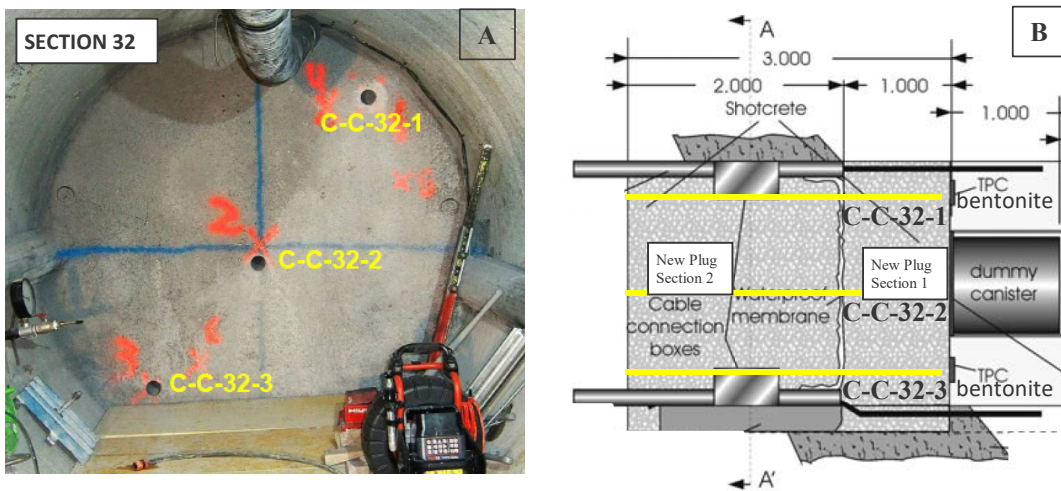 SECTION 32
A
C-C-32-1
2
C-C-32-2
3
C-C-32-3
B
A
3.000
2.000
1.000
Shotcrete
1.000
TPC
bentonite
C-C-32-1
New Plug
Section 2
New Plug
Section 1
dummy
canister
C-C-32-2
Cable
connection
boxes
Waterproof
membrane
TPC
bentonite
C-C-32-3
A'